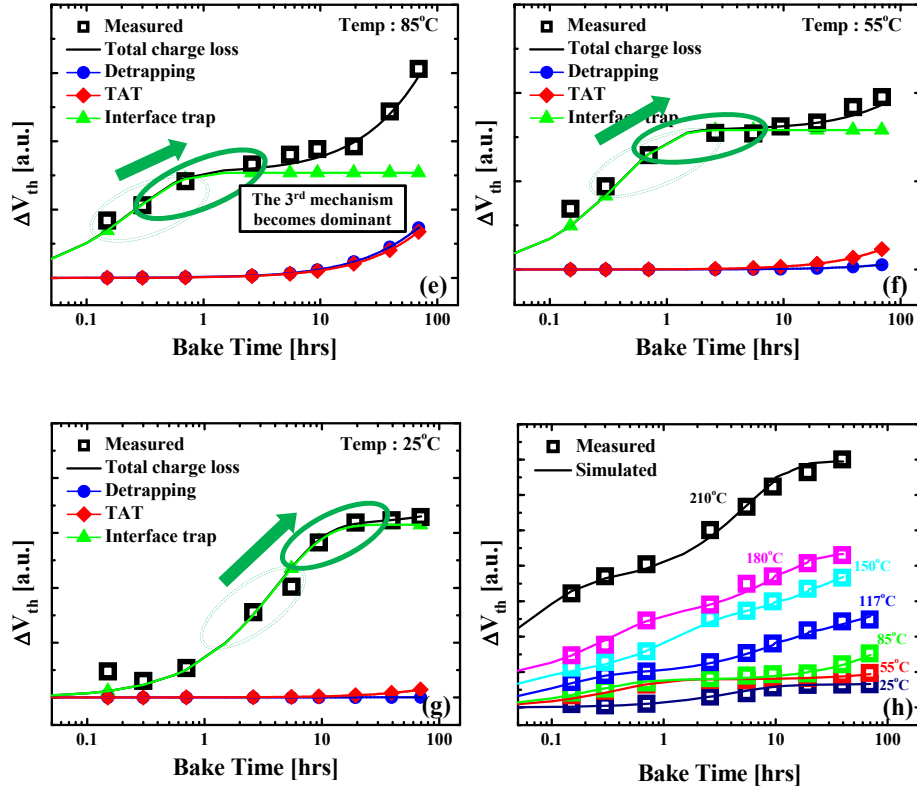 Measured
Total charge loss
Detrapping
TAT
Interface trap
Temp : 85°C
The 3rd mechanism
becomes dominant
ΔVth [a.u.]
(e)
0.1 1 10 100
Bake Time [hrs]
Measured
Total charge loss
Detrapping
TAT
Interface trap
Temp : 55°C
ΔVth [a.u.]
(f)
0.1 1 10 100
Bake Time [hrs]
Measured
Total charge loss
Detrapping
TAT
Interface trap
Temp : 25°C
ΔVth [a.u.]
(g)
0.1 1 10 100
Bake Time [hrs]
Measured
Simulated
210°C
180°C
150°C
117°C
85°C
55°C
25°C
ΔVth [a.u.]
(h)
0.1 1 10 100
Bake Time [hrs]